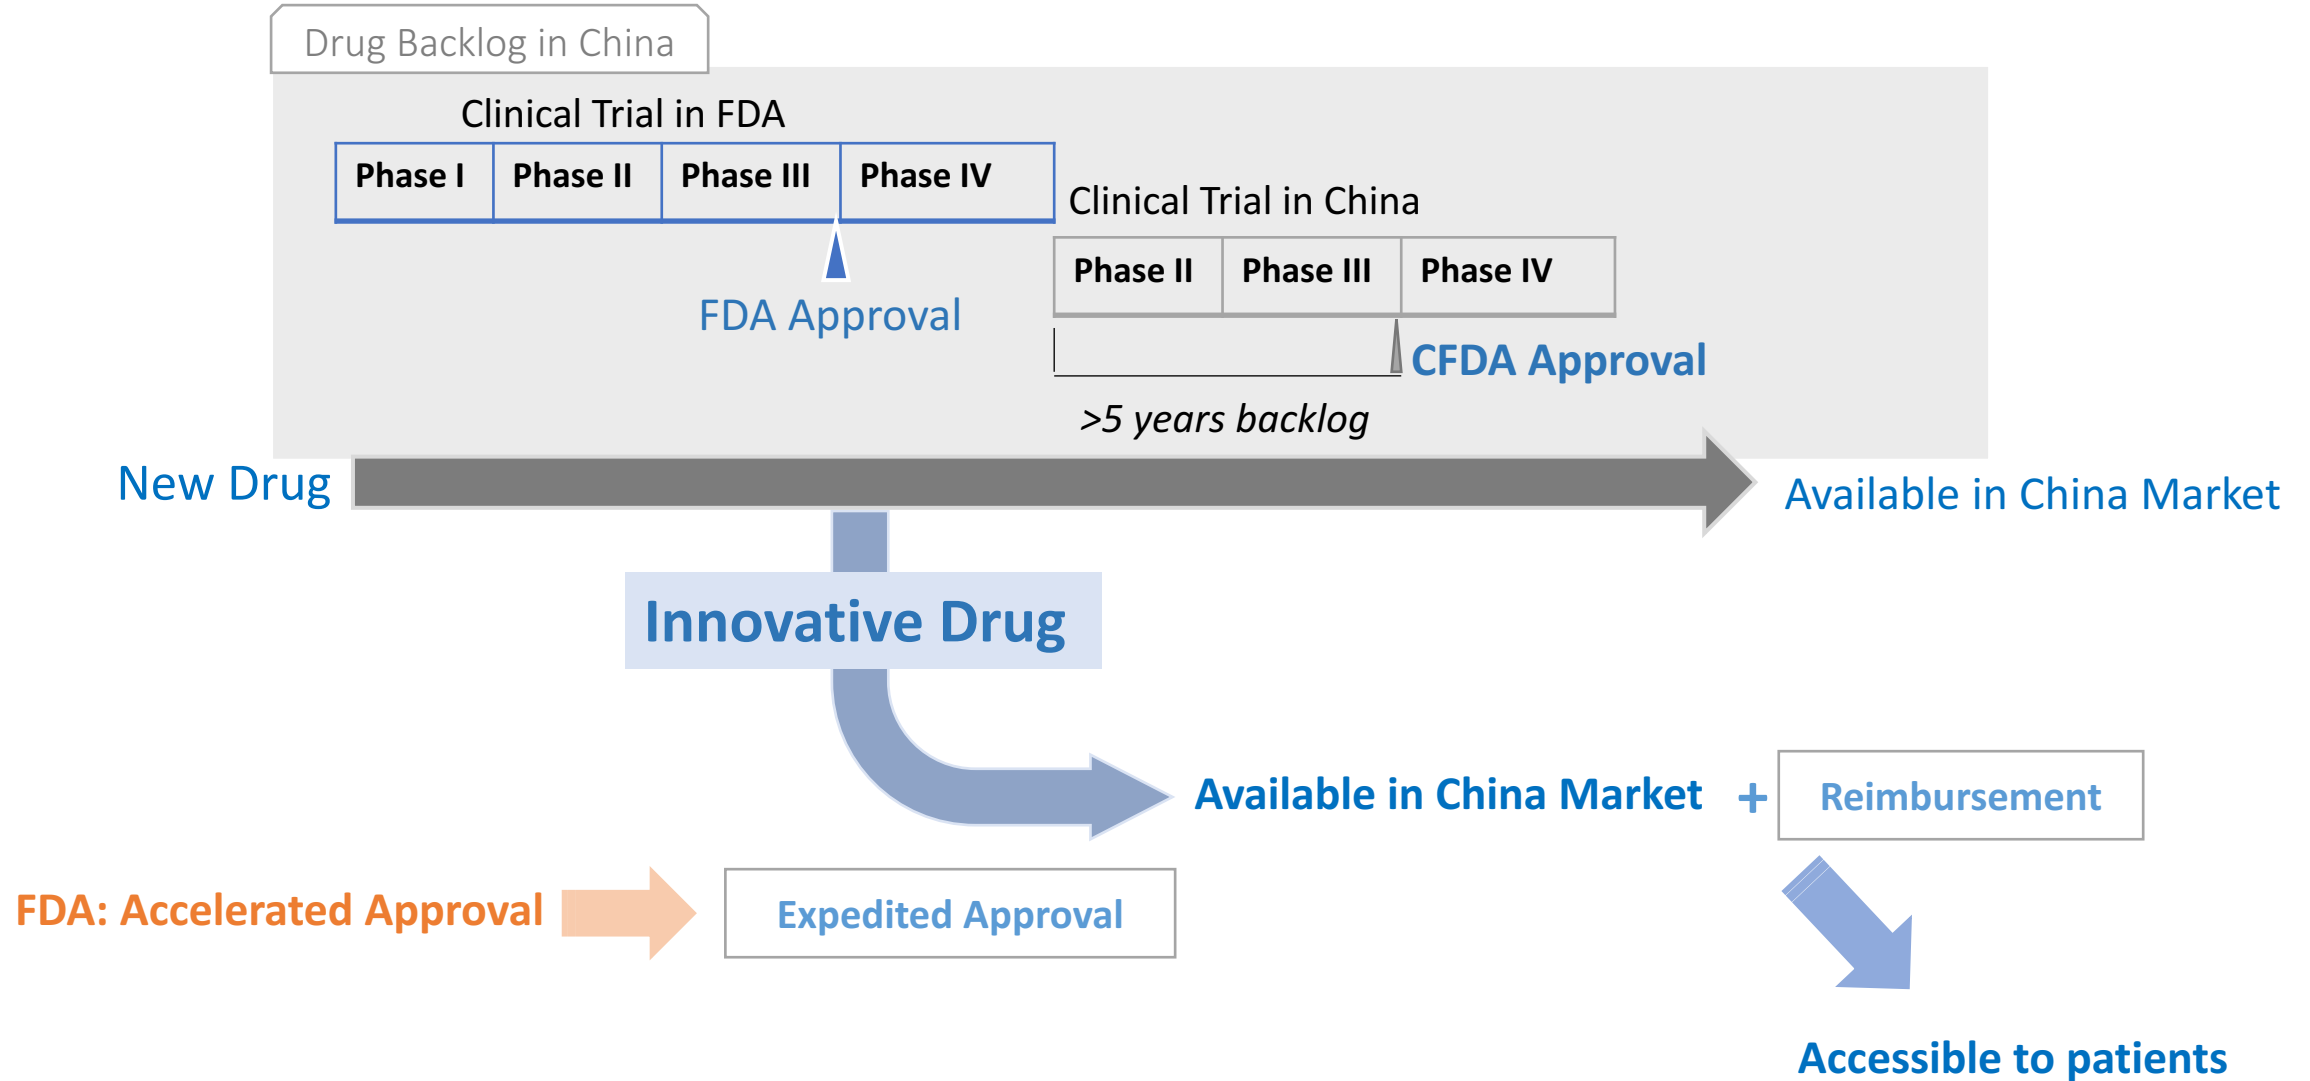 Drug Backlog in China
Clinical Trial in FDA
Phase I Phase II Phase III Phase IV
Clinical Trial in China
Phase II Phase III Phase IV
FDA Approval
CFDA Approval
>5 years backlog
New Drug
Available in China Market
Innovative Drug
Available in China Market + Reimbursement
FDA: Accelerated Approval
Expedited Approval
Accessible to patients